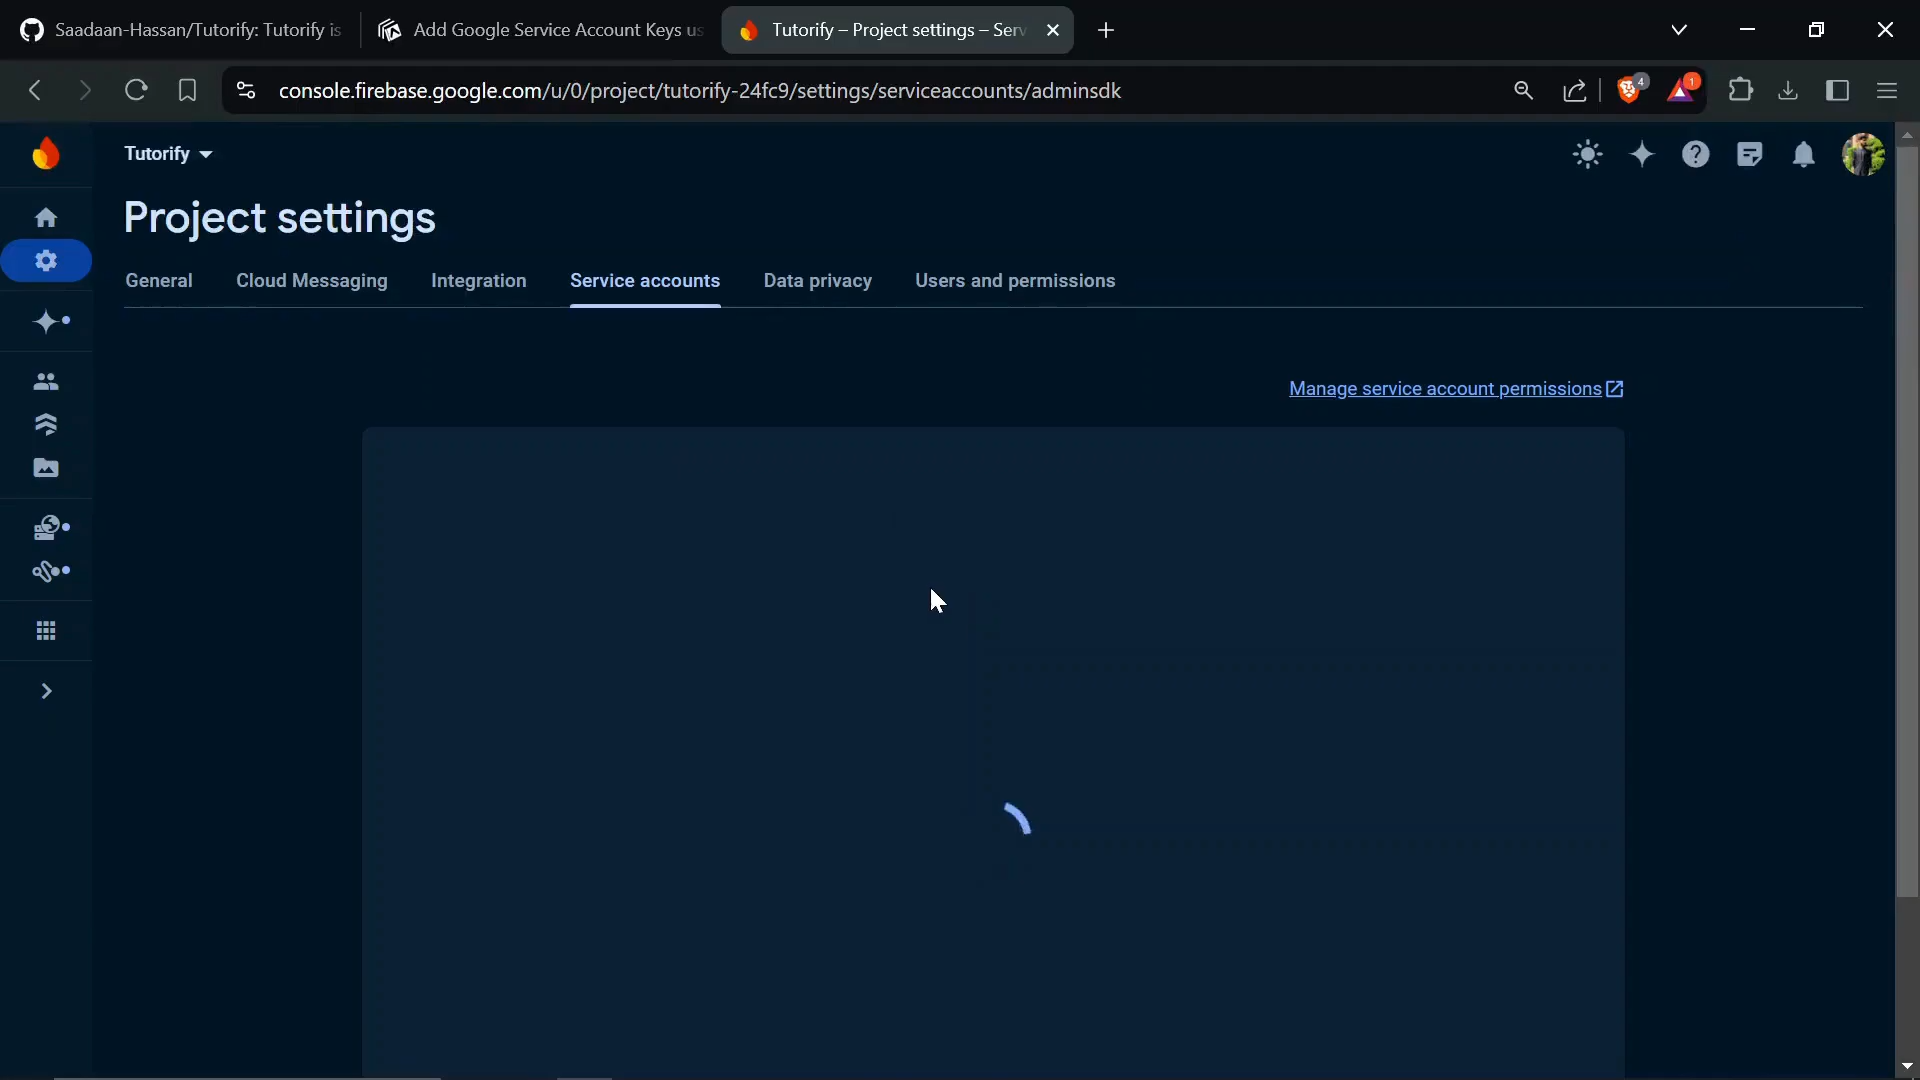 Saadaan-Hassan/Tutorify: Tutorify is
Add Google Service Account Keys us
Tutorify – Project settings – Serv
console.firebase.google.com/u/0/project/tutorify-24fc9/settings/serviceaccounts/adminsdk
4
1
Tutorify
Project settings
General
Cloud Messaging
Integration
Service accounts
Data privacy
Users and permissions
Manage service account permissions